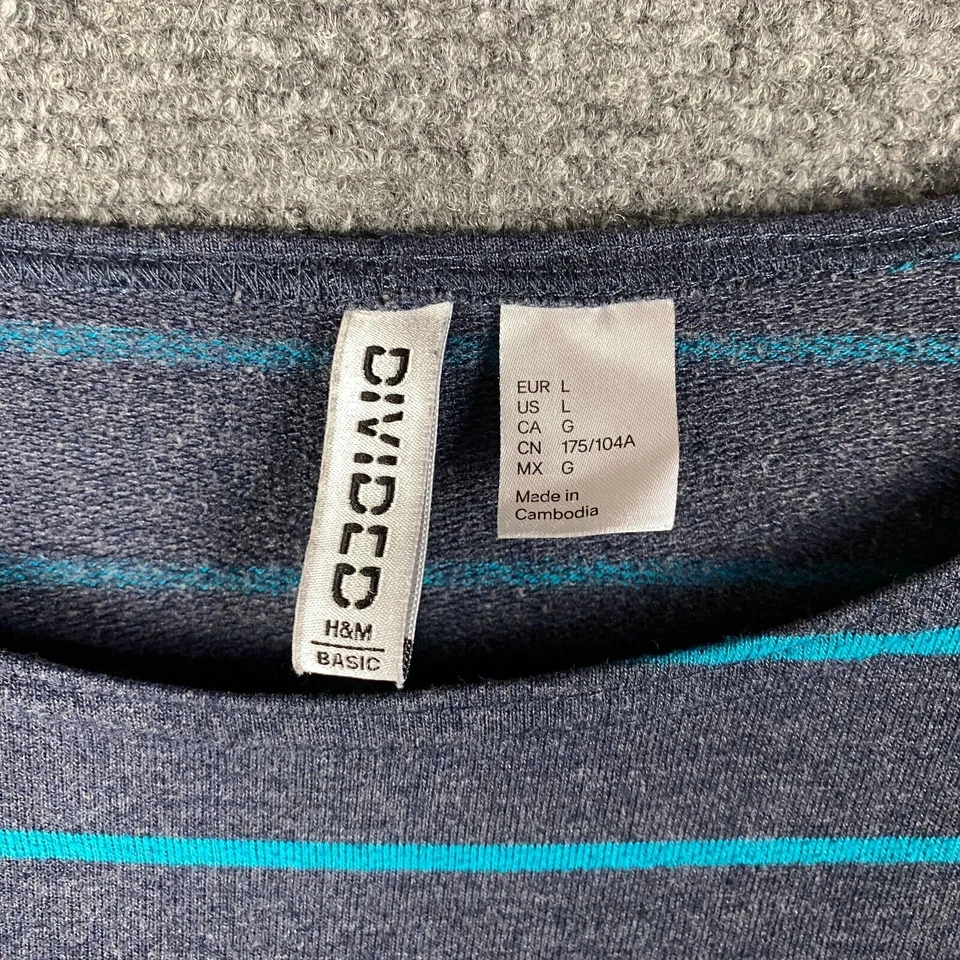 DIVIDED
H&M
BASIC
EUR L
US L
CA G
CN 175/104A
MX G
Made in
Cambodia